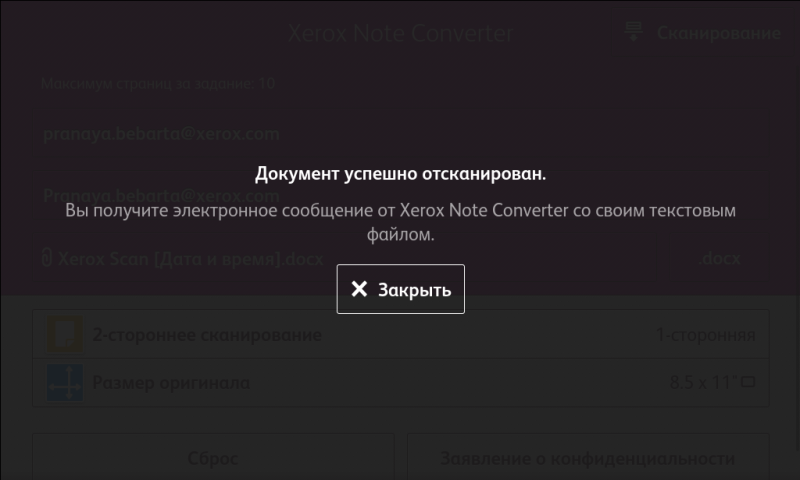 Xerox Note Converter
Сканирование
Максимум страниц за задание: 10
pranaya.bebarta@xerox.com
Документ успешно отсканирован.
Pranaya.bebarta@xerox.com
Вы получите электронное сообщение от Xerox Note Converter со своим текстовым
файлом.
Xerox Scan [Дата и время].docx
.docx
Закрыть
2-стороннее сканирование
1-сторонняя
Размер оригинала
8.5 x 11"
Сброс
Заявление о конфиденциальности